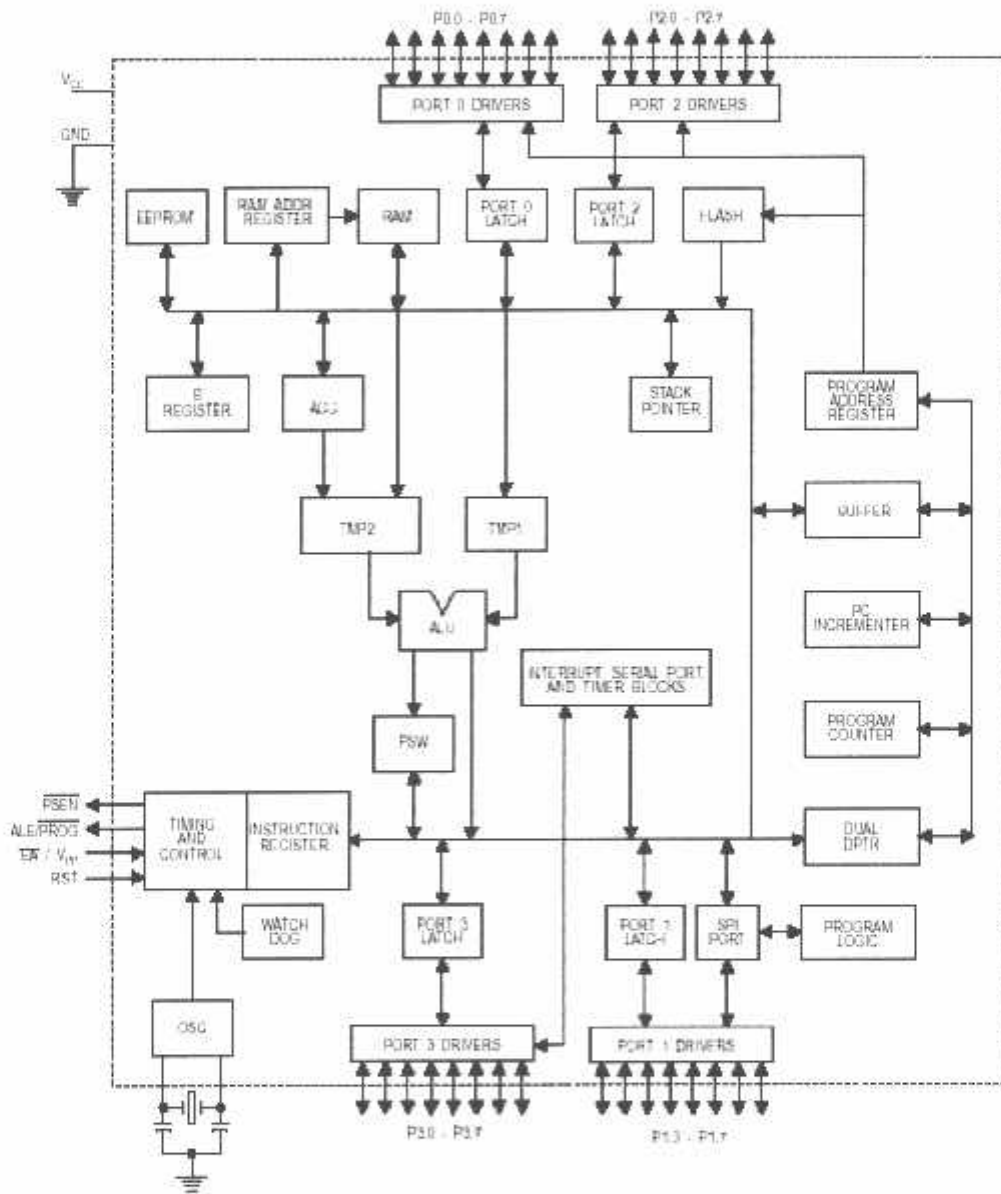 P0.0 - P0.7
P2.0 - P2.7
VCC
PORT 0 DRIVERS
PORT 2 DRIVERS
GND
EEPROM
RAM ADDR
REGISTER
RAM
PORT 0
LATCH
PORT 2
LATCH
FLASH
B
REGISTER
ACC
STACK
POINTER
PROGRAM
ADDRESS
REGISTER
TMP2
TMP1
BUFFER
ALU
PC
INCREMENTER
INTERRUPT, SERIAL PORT,
AND TIMER BLOCKS
PSW
PROGRAM
COUNTER
PSEN
ALE/PROG
EA / VPP
RST
TIMING
AND
CONTROL
INSTRUCTION
REGISTER
DUAL
DPTR
WATCH
DOG
PORT 3
LATCH
PORT 1
LATCH
SPI
PORT
PROGRAM
LOGIC
OSC
PORT 3 DRIVERS
PORT 1 DRIVERS
P3.0 - P3.7